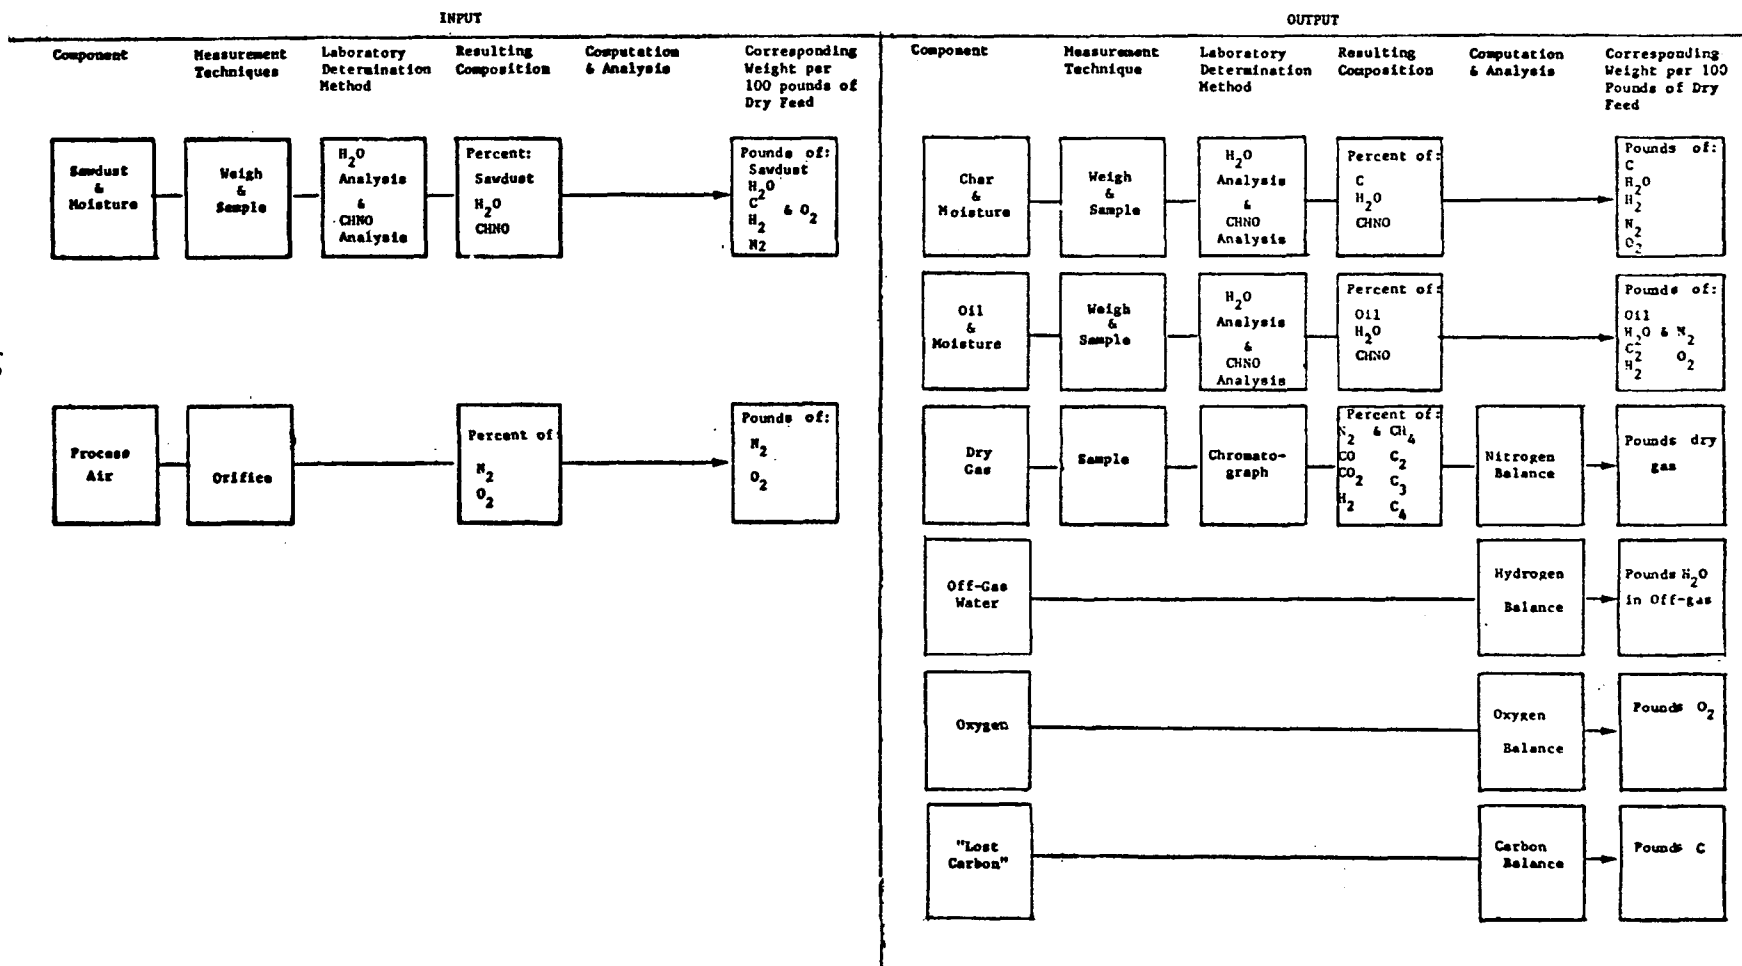 INPUT
Component
Measurement
Techniques
Laboratory
Determination
Method
Resulting
Composition
Computation
& Analysis
Corresponding
Weight per
100 pounds of
Dry Feed
Sawdust
&
Moisture
Weigh
&
Sample
H2O
Analysis
&
CHNO
Analysis
Percent:
Sawdust
H2O
CHNO
Pounds of:
Sawdust
H2O
C & O2
H2
N2
Process
Air
Orifice
Percent of
N2
O2
Pounds of:
N2
O2
OUTPUT
Component
Measurement
Technique
Laboratory
Determination
Method
Resulting
Composition
Computation
& Analysis
Corresponding
Weight per 100
Pounds of Dry
Feed
Char
&
Moisture
Weigh
&
Sample
H2O
Analysis
&
CHNO
Analysis
Percent of:
C
H2O
CHNO
Pounds of:
C
H2O
H2
N2
O2
Oil
&
Moisture
Weigh
&
Sample
H2O
Analysis
&
CHNO
Analysis
Percent of:
Oil
H2O
CHNO
Pounds of:
Oil
H2O & N2
C2 O2
H2
Dry
Gas
Sample
Chromato-
graph
Percent of:
N2 & CH4
CO C2
CO2 C3
H2 C4
Nitrogen
Balance
Pounds dry
gas
Off-Gas
Water
Hydrogen
Balance
Pounds H2O
in Off-gas
Oxygen
Oxygen
Balance
Pounds O2
"Lost
Carbon"
Carbon
Balance
Pounds C